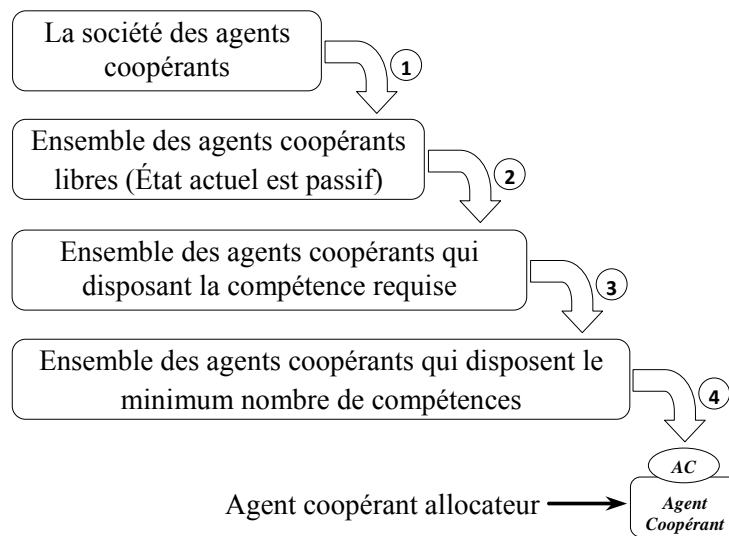 La société des agents
coopérants
1
Ensemble des agents coopérants
libres (État actuel est passif)
2
Ensemble des agents coopérants qui
disposant la compétence requise
3
Ensemble des agents coopérants qui disposent le
minimum nombre de compétences
4
AC
Agent coopérant allocateur
Agent
Coopérant